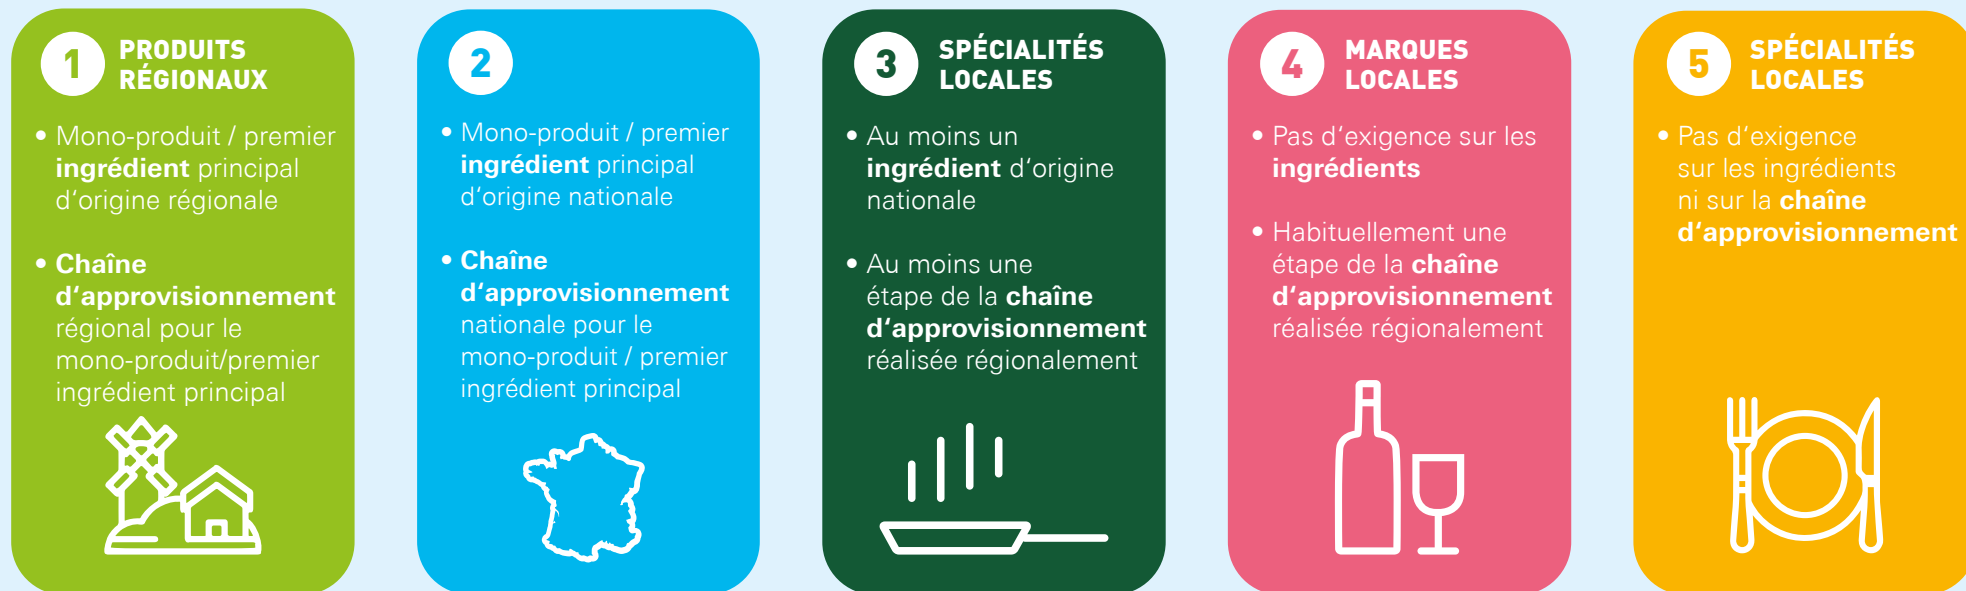 1
PRODUITS
RÉGIONAUX
• Mono-produit / premier
ingrédient principal
d‘origine régionale
• Chaîne
d‘approvisionnement
régional pour le
mono-produit/premier
ingrédient principal
2
• Mono-produit / premier
ingrédient principal
d‘origine nationale
• Chaîne
d‘approvisionnement
nationale pour le
mono-produit / premier
ingrédient principal
3
SPÉCIALITÉS
LOCALES
• Au moins un
ingrédient d‘origine
nationale
• Au moins une
étape de la chaîne
d‘approvisionnement
réalisée régionalement
4
MARQUES
LOCALES
• Pas d‘exigence sur les
ingrédients
• Habituellement une
étape de la chaîne
d‘approvisionnement
réalisée régionalement
5
SPÉCIALITÉS
LOCALES
• Pas d‘exigence
sur les ingrédients
ni sur la chaîne
d‘approvisionnement